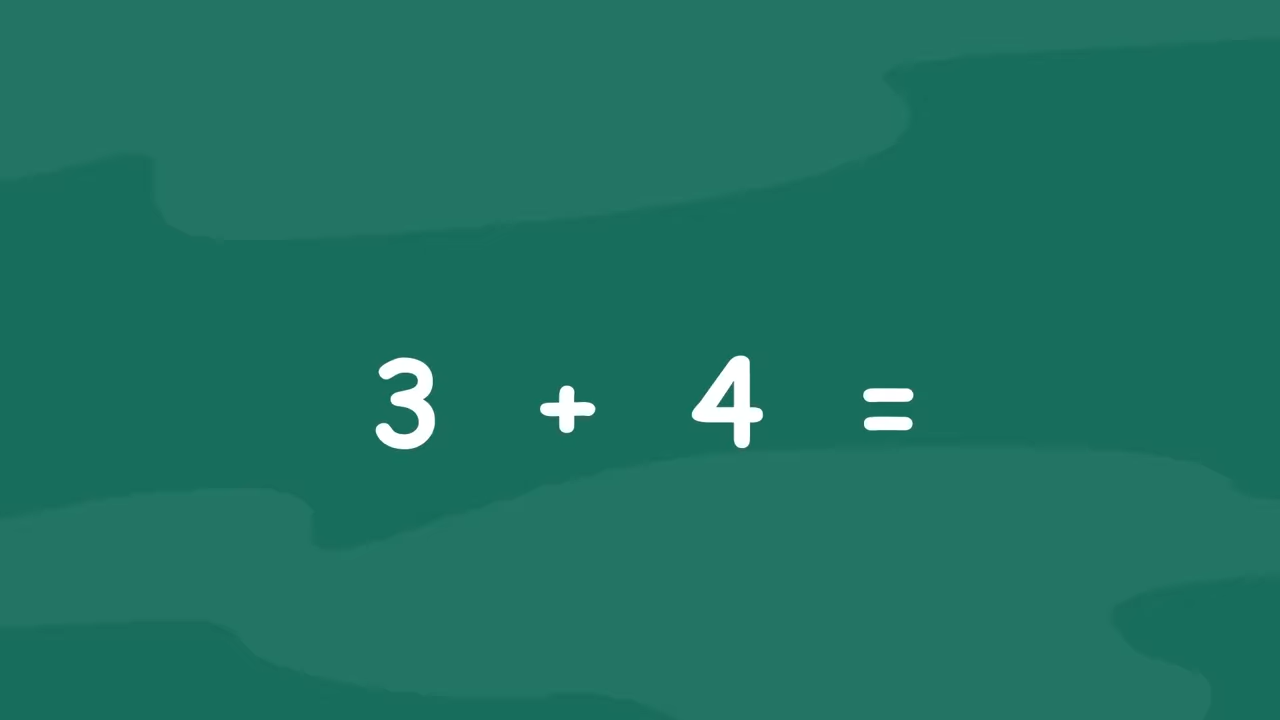 3 + 4 =